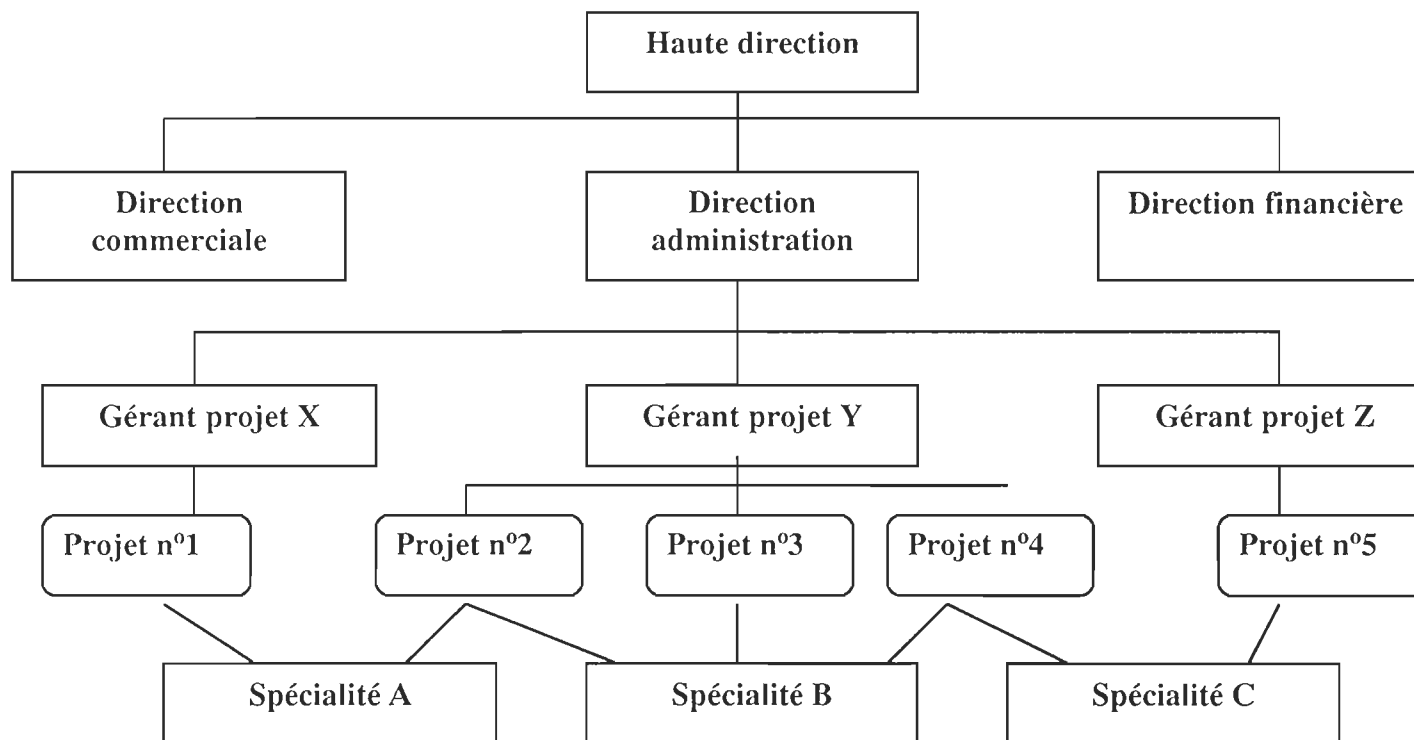 Haute direction
Direction
commerciale
Direction
administration
Direction financière
Gérant projet X
Gérant projet Y
Gérant projet Z
Projet nº1
Projet nº2
Projet nº3
Projet nº4
Projet nº5
Spécialité A
Spécialité B
Spécialité C